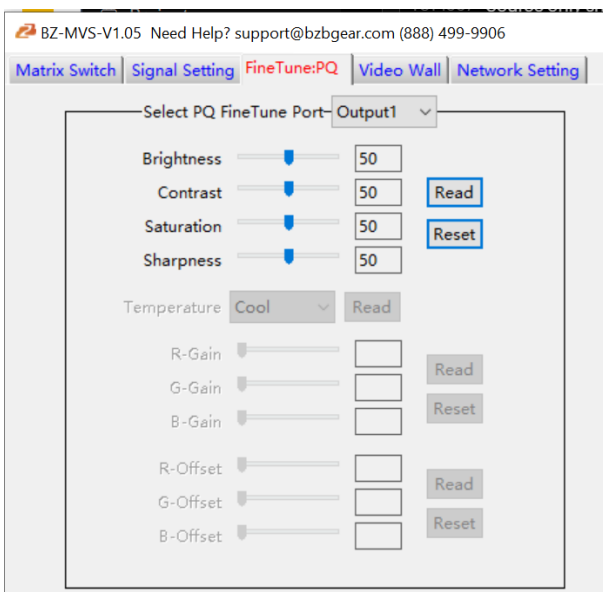 BZ-MVS-V1.05 Need Help? support@bzbgear.com (888) 499-9906
Matrix Switch Signal Setting FineTune:PQ Video Wall Network Setting
Select PQ FineTune Port Output1
Brightness 50
Contrast 50 Read
Saturation 50 Reset
Sharpness 50
Temperature Cool Read
R-Gain
G-Gain Read
B-Gain Reset
R-Offset
G-Offset Read
B-Offset Reset